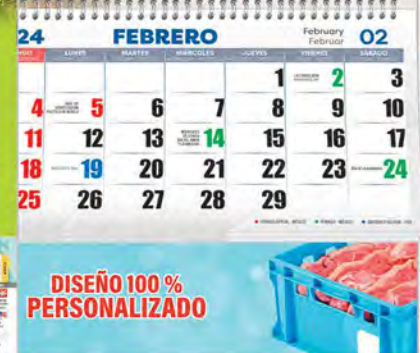 24 FEBRERO February 02
Februar
LUNES MARTES MIÉRCOLES JUEVES VIERNES SÁBADO
1 2 3
4 5 6 7 8 9 10
11 12 13 14 15 16 17
18 19 20 21 22 23 24
25 26 27 28 29
DISEÑO 100 %
PERSONALIZADO